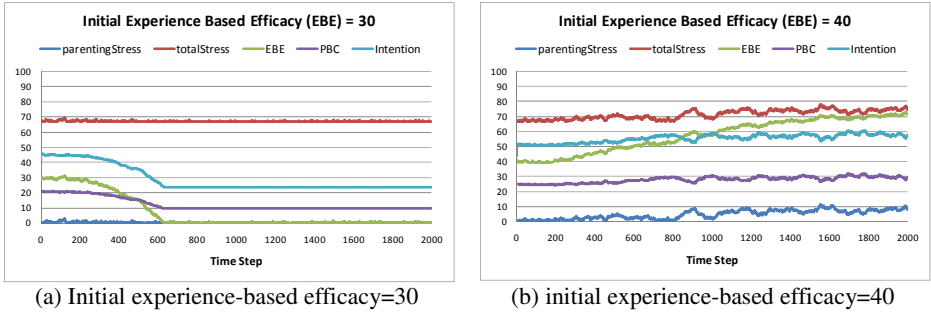 Initial Experience Based Efficacy (EBE) = 30
parentingStress totalStress EBE PBC Intention
100
90
80
70
60
50
40
30
20
10
0
0 200 400 600 800 1000 1200 1400 1600 1800 2000
Time Step
(a) Initial experience-based efficacy=30
initial Experience Based Efficacy (EBE) = 40
parentingStress totalStress EBE PBC Intention
100
90
80
70
60
50
40
30
20
10
0
0 200 400 600 800 1000 1200 1400 1600 1800 2000
Time Step
(b) initial experience-based efficacy=40